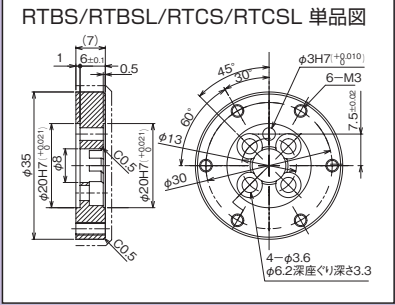 RTBS/RTBSL/RTCS/RTCSL 単品図
(7)
1
6±0.1
0.5
φ35
φ20H7(+0.021 0)
φ8
C0.5
φ20H7(+0.021 0)
C0.5
45°
30°
60°
φ13
φ30
φ3H7(+0.010 0)
6-M3
7.5±0.02
4-φ3.6
φ6.2深座ぐり深さ3.3